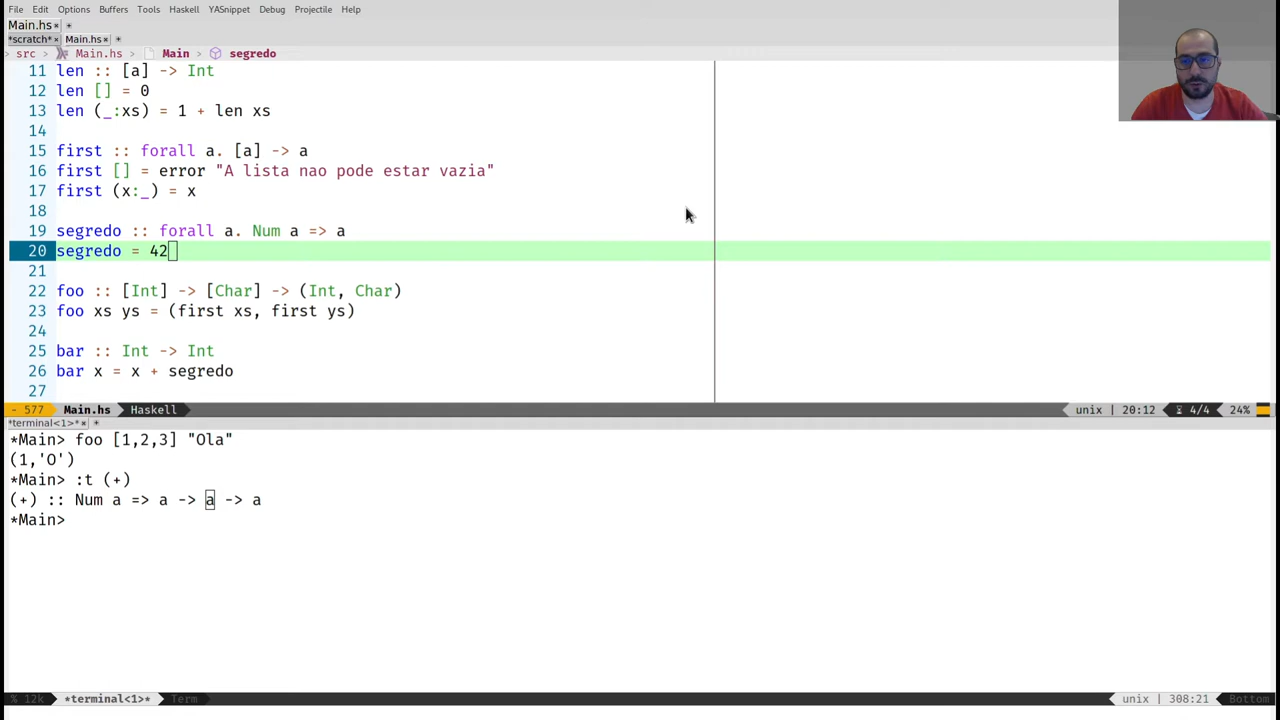 File Edit Options Buffers Tools Haskell YASnippet Debug Projectile Help
Main.hs × +
*scratch* × Main.hs × +
> src > Main.hs > Main > segredo
11 len :: [a] -> Int
12 len [] = 0
13 len (_:xs) = 1 + len xs
14
15 first :: forall a. [a] -> a
16 first [] = error "A lista nao pode estar vazia"
17 first (x:_) = x
18
19 segredo :: forall a. Num a => a
20 segredo = 42
21
22 foo :: [Int] -> [Char] -> (Int, Char)
23 foo xs ys = (first xs, first ys)
24
25 bar :: Int -> Int
26 bar x = x + segredo
27
- 577 Main.hs Haskell unix | 20:12 4/4 24%
*terminal<1>* × +
*Main> foo [1,2,3] "Ola"
(1,'O')
*Main> :t (+)
(+) :: Num a => a -> a -> a
*Main>
% 12k *terminal<1>* Term unix | 308:21 Bottom